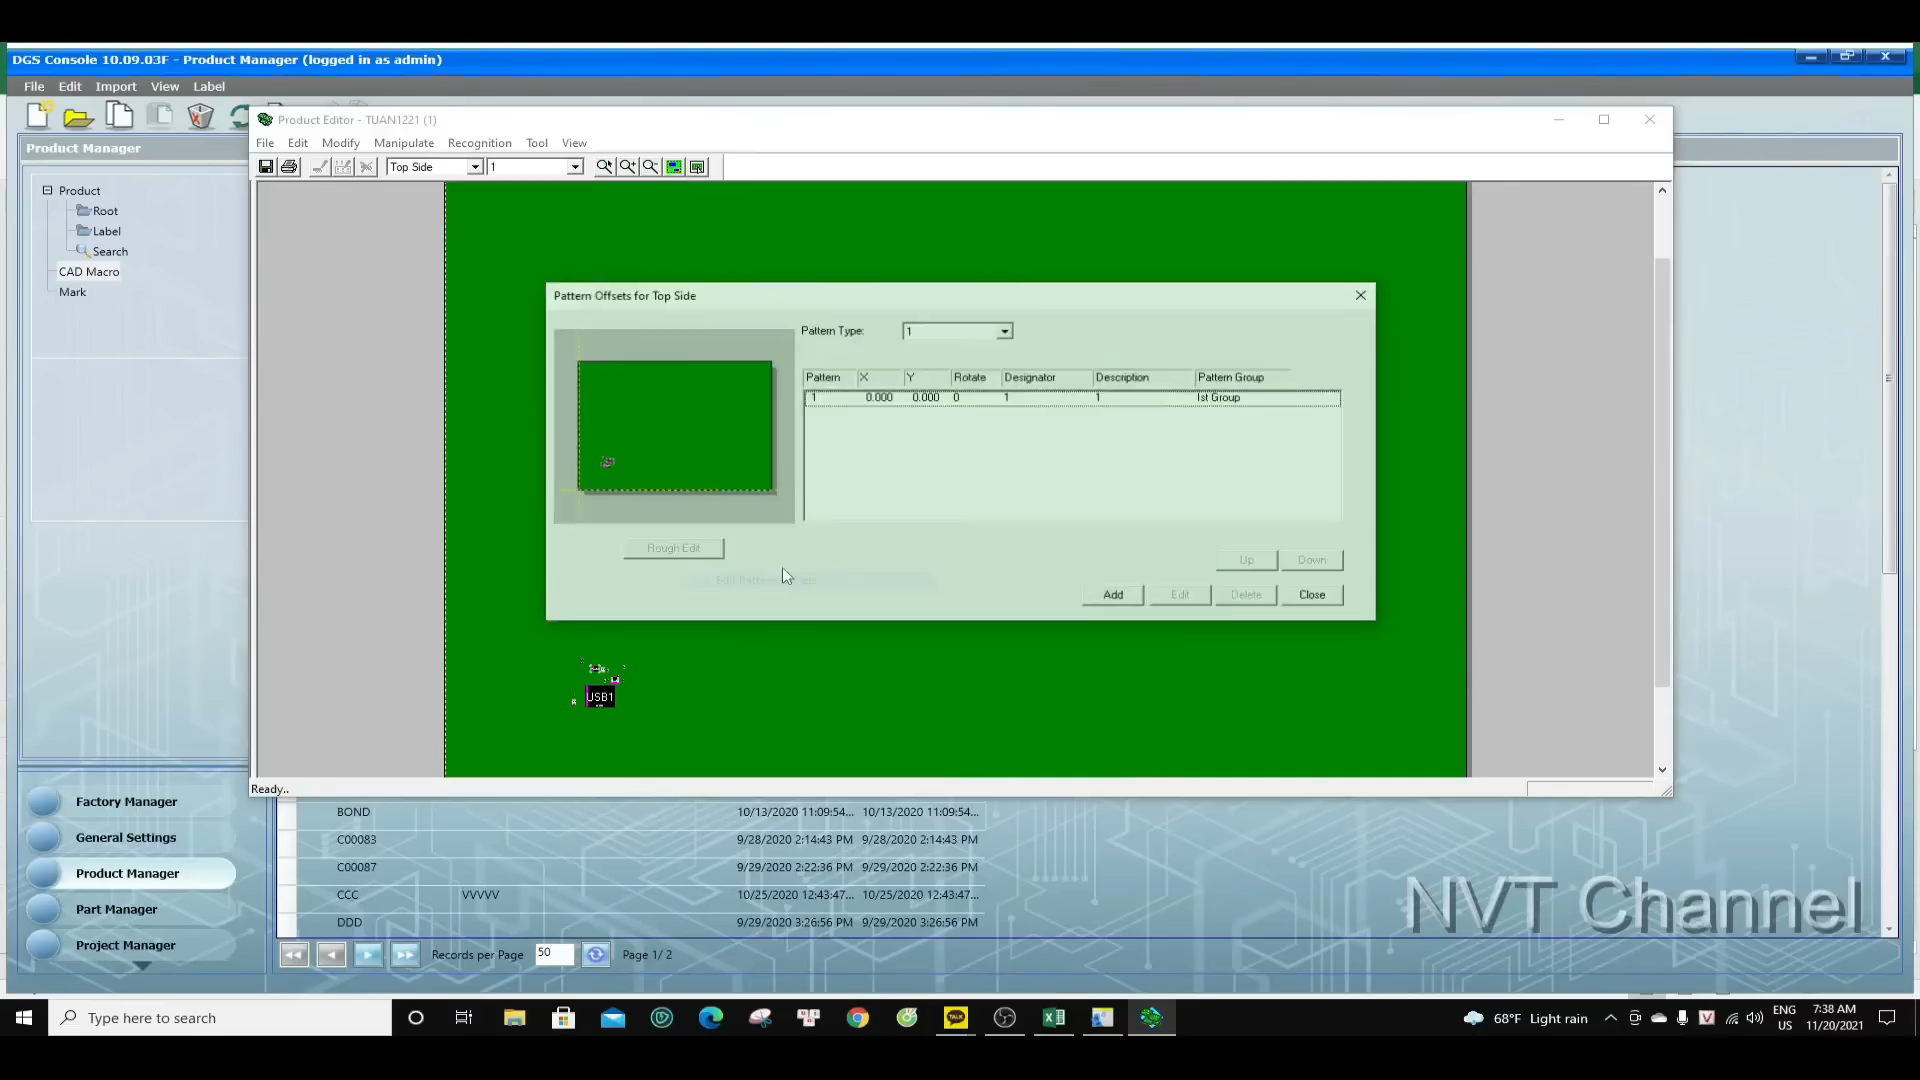 DGS Console 10.09.03F - Product Manager (logged in as admin)
File Edit Import View Label
Product Manager
Product
Root
Label
Search
CAD Macro
Mark
Product Editor - TUAN1221 (1)
File Edit Modify Manipulate Recognition Tool View
Top Side 1
Pattern Offsets for Top Side
Pattern Type: 1
Pattern X Y Rotate Designator Description Pattern Group
1 0.000 0.000 0 1 1 1st Group
Rough Edit
Up Down
Add Edit Delete Close
USB1
Ready..
Factory Manager
General Settings
Product Manager
Part Manager
Project Manager
BOND 10/13/2020 11:09:54... 10/13/2020 11:09:54...
C00083 9/28/2020 2:14:43 PM 9/28/2020 2:14:43 PM
C00087 9/29/2020 2:22:36 PM 9/29/2020 2:22:36 PM
CCC VVVVV 10/25/2020 12:43:47... 10/25/2020 12:43:47...
DDD 9/29/2020 3:26:56 PM 9/29/2020 3:26:56 PM
Records per Page 50 Page 1/ 2
NVT Channel
Type here to search
TALK
68°F Light rain
ENG
US
7:38 AM
11/20/2021